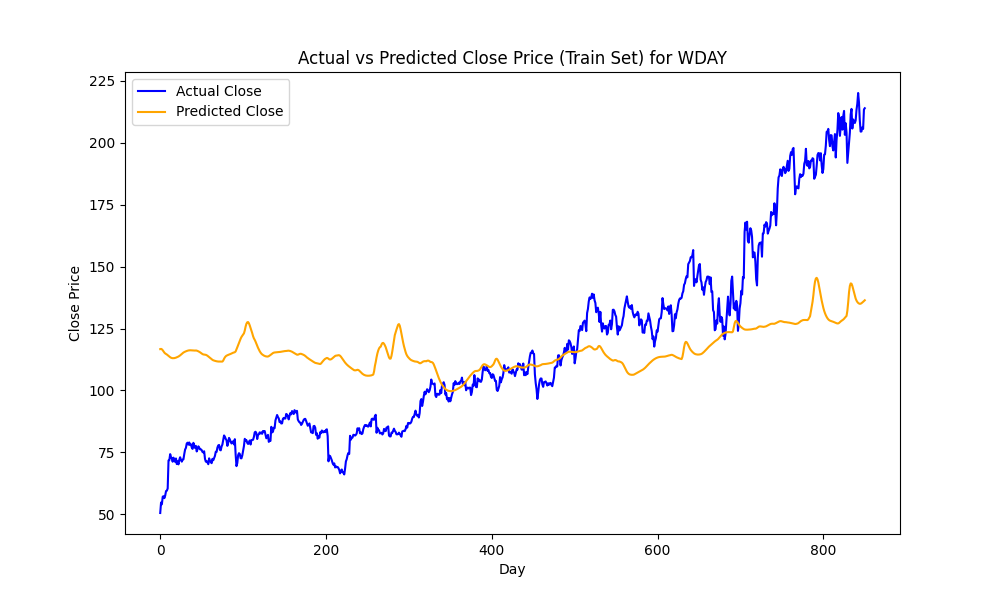 Actual vs Predicted Close Price (Train Set) for WDAY
Actual Close
Predicted Close
225
200
175
150
125
100
75
50
Close Price
0 200 400 600 800
Day